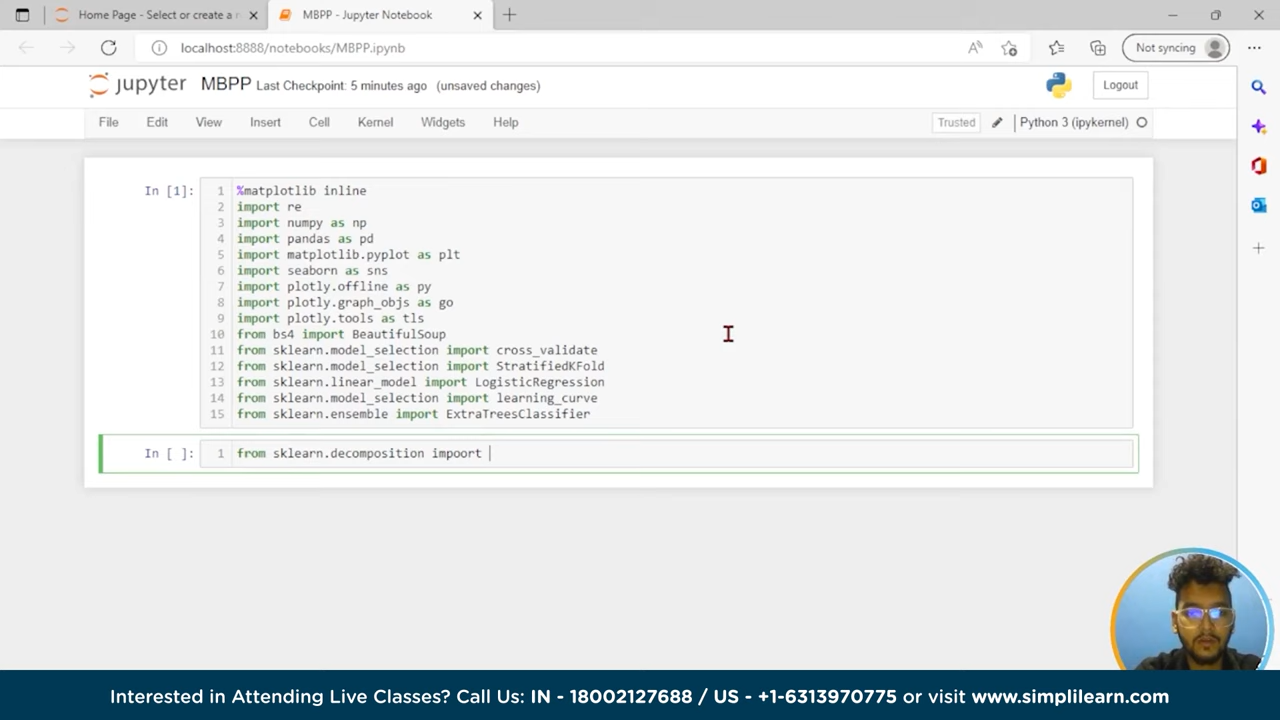 Home Page - Select or create a n
MBPP - Jupyter Notebook
localhost:8888/notebooks/MBPP.ipynb
Not syncing
jupyter MBPP Last Checkpoint: 5 minutes ago (unsaved changes)
Logout
File Edit View Insert Cell Kernel Widgets Help
Trusted
Python 3 (ipykernel)
In [1]:
1 %matplotlib inline
2 import re
3 import numpy as np
4 import pandas as pd
5 import matplotlib.pyplot as plt
6 import seaborn as sns
7 import plotly.offline as py
8 import plotly.graph_objs as go
9 import plotly.tools as tls
10 from bs4 import BeautifulSoup
11 from sklearn.model_selection import cross_validate
12 from sklearn.model_selection import StratifiedKFold
13 from sklearn.linear_model import LogisticRegression
14 from sklearn.model_selection import learning_curve
15 from sklearn.ensemble import ExtraTreesClassifier
In [ ]:
1 from sklearn.decomposition impoort
Interested in Attending Live Classes? Call Us: IN - 18002127688 / US - +1-6313970775 or visit www.simplilearn.com